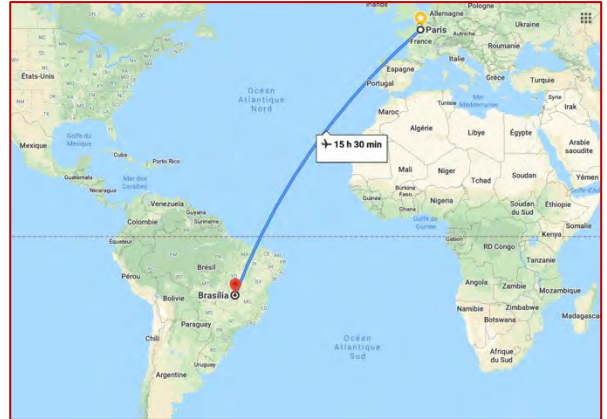 Irlande
Allemagne
Pologne
Paris
Ukraine
Autriche
France
Roumanie
Italie
Espagne
Grèce
Portugal
Turquie
États-Unis
Océan
Atlantique
Nord
Mer
Méditerranée
Tunisie
Syrie
Irak
Maroc
Golfe du
Mexique
15 h 30 min
Algérie
Libye
Égypte
Arabie
saoudite
Mexique
Cuba
Porto Rico
Mali
Niger
Tchad
Soudan
Yémen
Guatemala
Mer des
Caraïbes
Nicaragua
Burkina
Faso
Guinée
Ghana
Nigeria
Soudan
du Sud
Éthiopie
Venezuela
Guyana
Suriname
Colombie
Golfe de
Guinée
Somalie
Équateur
Gabon
Kenya
RD Congo
Tanzanie
Brésil
Pérou
Brasília
Bolivie
Angola
Zambie
Mozambique
Namibie
Zimbabwe
Botswana
Madagasca
Paraguay
Chili
Océan
Atlantique
Sud
Afrique
du Sud
Uruguay
Argentine